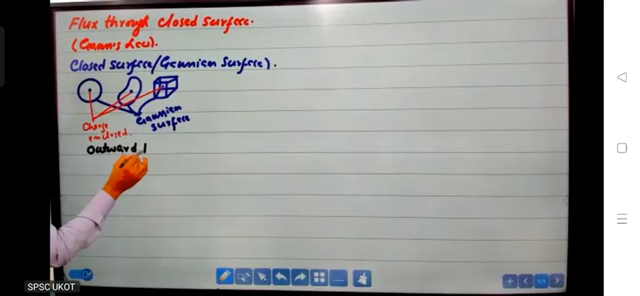 Flux through Closed Surface.
(Gauss's Law).
Closed Surface/Gaussian Surface).
Charge
enclosed.
Gaussian
surface
Outward
SPSC UKOT